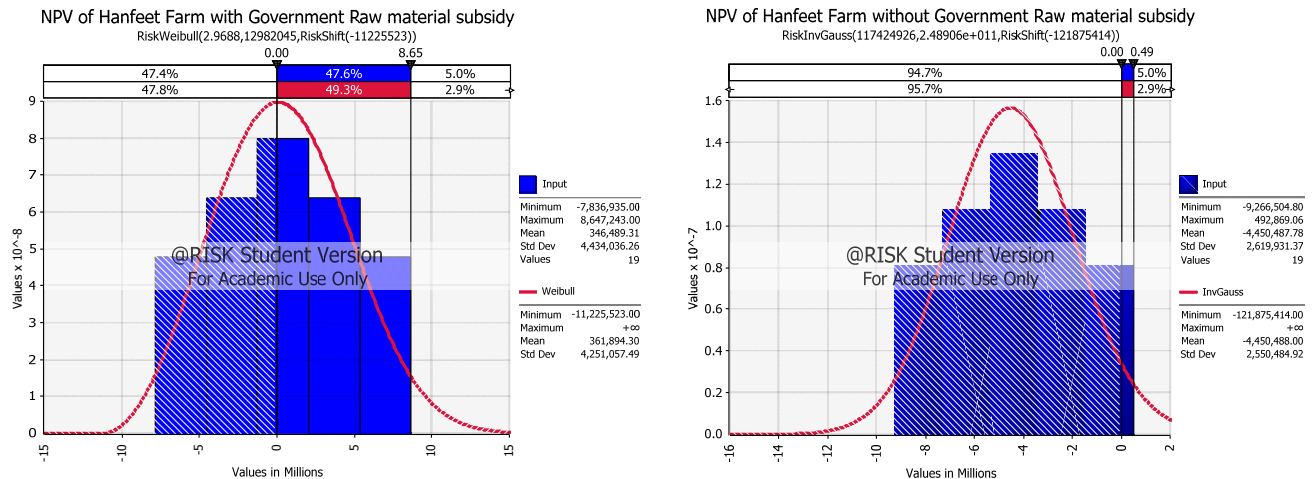 NPV of Hanfeet Farm with Government Raw material subsidy
RiskWeibull(2.9688,12982045,RiskShift(-11225523))
0.00 8.65
47.4% 47.6% 5.0%
47.8% 49.3% 2.9%
9
8
7
6
5
4
3
2
1
0
Values x 10^-8
-15
-10
-5
0
5
10
15
Values in Millions
@RISK Student Version
For Academic Use Only
Input
Minimum -7,836,935.00
Maximum 8,647,243.00
Mean 346,489.31
Std Dev 4,434,036.26
Values 19
Weibull
Minimum -11,225,523.00
Maximum +∞
Mean 361,894.30
Std Dev 4,251,057.49
NPV of Hanfeet Farm without Government Raw material subsidy
RiskInvGauss(117424926,2.48906e+011,RiskShift(-121875414))
0.00 0.49
94.7% 5.0%
95.7% 2.9%
1.6
1.4
1.2
1.0
0.8
0.6
0.4
0.2
0.0
Values x 10^-7
-16
-14
-12
-10
-8
-6
-4
-2
0
2
Values in Millions
@RISK Student Version
For Academic Use Only
Input
Minimum -9,266,504.80
Maximum 492,869.06
Mean -4,450,487.78
Std Dev 2,619,931.37
Values 19
InvGauss
Minimum -121,875,414.00
Maximum +∞
Mean -4,450,488.00
Std Dev 2,550,484.92